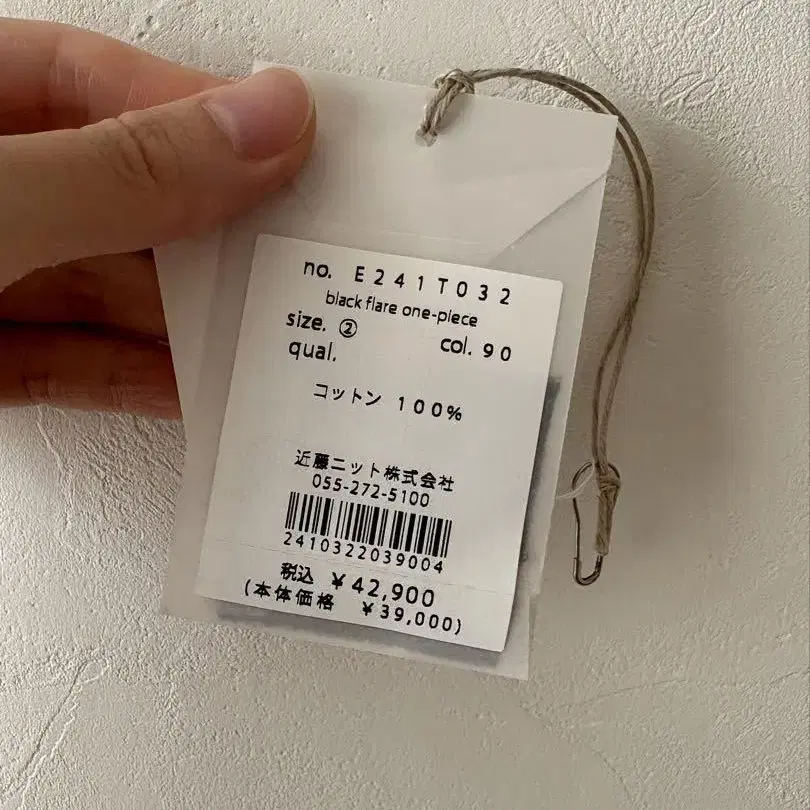 no. E241T032
black flare one-piece
size. ② col. 90
qual.
コットン 100%
近藤ニット株式会社
055-272-5100
2410322039004
税込 ¥42,900
(本体価格 ¥39,000)